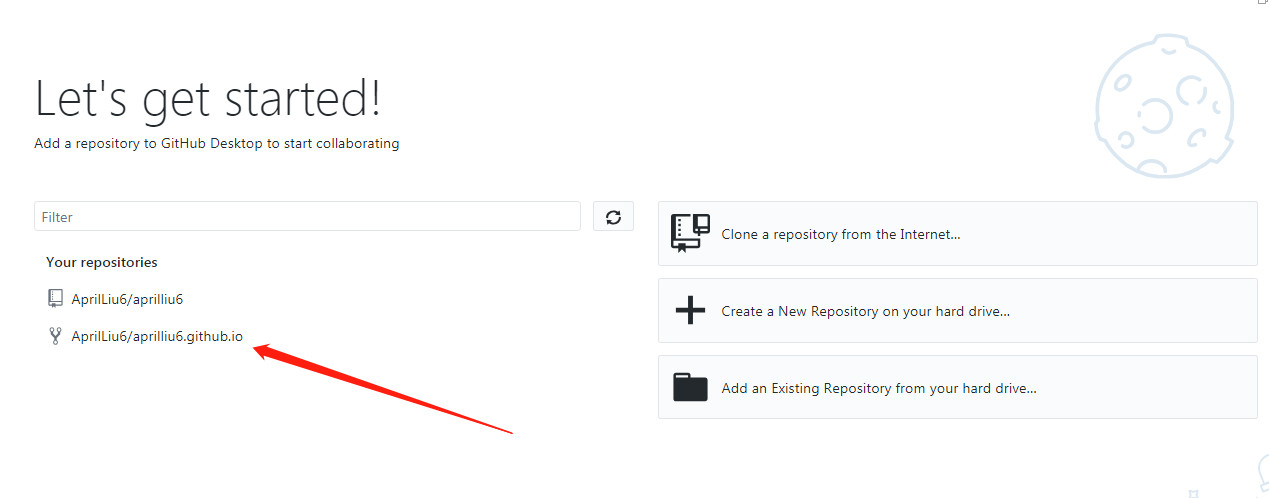 Let's get started!
Add a repository to GitHub Desktop to start collaborating
Filter
Your repositories
AprilLiu6/aprilliu6
AprilLiu6/aprilliu6.github.io
Clone a repository from the Internet...
Create a New Repository on your hard drive...
Add an Existing Repository from your hard drive...